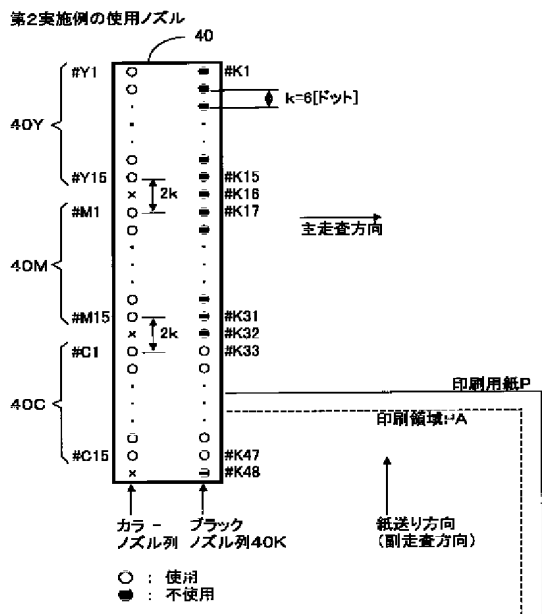 第2実施例の使用ノズル
40
#Y1
#K1
k=6[ドット]
40Y
#Y15
#K15
2k
#K16
#M1
#K17
主走査方向
40M
#M15
#K31
2k
#K32
#C1
#K33
印刷用紙P
40C
印刷領域PA
#C15
#K47
#K48
カラー
ノズル列
ブラック
ノズル列40K
紙送り方向
(副走査方向)
○ : 使用
● : 不使用